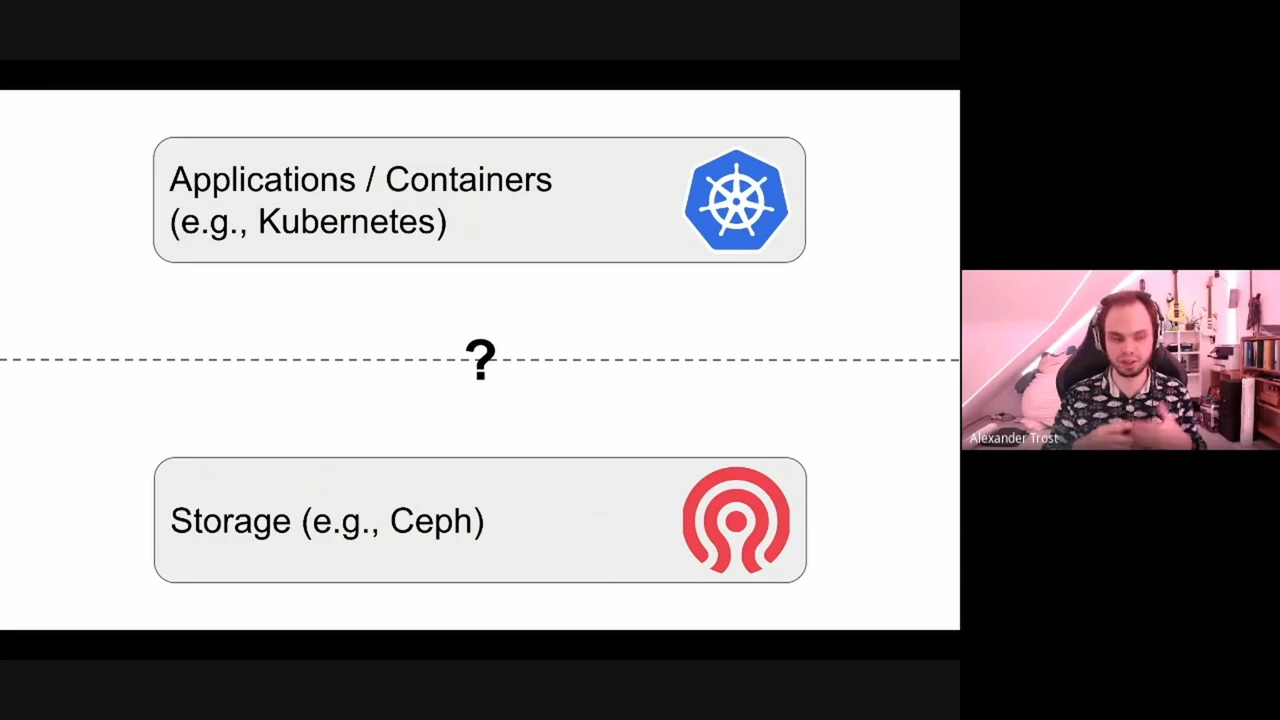 Applications / Containers
(e.g., Kubernetes)
?
Storage (e.g., Ceph)
Alexander Trost